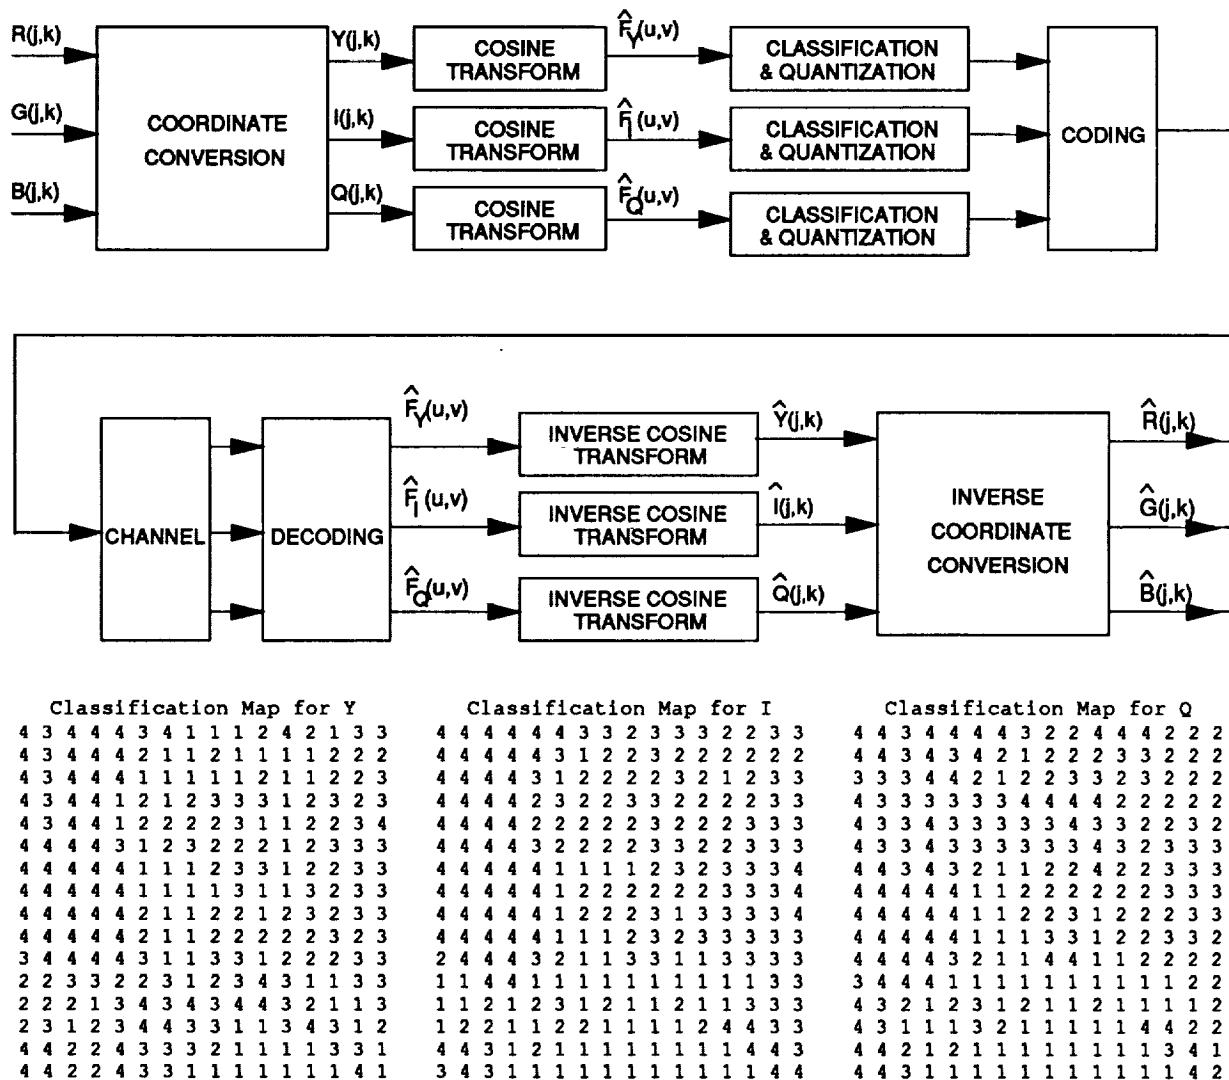 R(j,k)
G(j,k)
B(j,k)
COORDINATE
CONVERSION
Y(j,k)
I(j,k)
Q(j,k)
COSINE
TRANSFORM
COSINE
TRANSFORM
COSINE
TRANSFORM
F̂Y(u,v)
F̂I(u,v)
F̂Q(u,v)
CLASSIFICATION
& QUANTIZATION
CLASSIFICATION
& QUANTIZATION
CLASSIFICATION
& QUANTIZATION
CODING
CHANNEL
DECODING
F̂Y(u,v)
F̂I(u,v)
F̂Q(u,v)
INVERSE COSINE
TRANSFORM
INVERSE COSINE
TRANSFORM
INVERSE COSINE
TRANSFORM
Ŷ(j,k)
Î(j,k)
Q̂(j,k)
INVERSE
COORDINATE
CONVERSION
R̂(j,k)
Ĝ(j,k)
B̂(j,k)
Classification Map for Y
4 3 4 4 4 3 4 1 1 1 2 4 2 1 3 3
4 3 4 4 4 2 1 1 2 1 1 1 1 2 2 2
4 3 4 4 4 1 1 1 1 1 2 1 1 2 2 3
4 3 4 4 1 2 1 2 3 3 3 1 2 3 2 3
4 3 4 4 1 2 2 2 2 3 1 1 2 2 3 4
4 4 4 4 3 1 2 3 2 2 2 1 2 2 3 3
4 4 4 4 4 1 1 1 2 3 3 1 2 2 3 3
4 4 4 4 4 1 1 1 1 3 1 1 3 2 3 3
4 4 4 4 4 2 1 1 2 2 1 2 3 2 3 3
4 4 4 4 4 2 1 1 2 2 2 2 2 3 2 3
3 4 4 4 4 3 1 1 3 3 1 2 2 2 3 3
2 2 3 3 2 2 3 1 2 3 4 3 1 1 3 3
2 2 2 1 3 4 3 4 3 4 4 3 2 1 1 3
2 3 1 2 3 4 4 3 3 1 1 3 4 3 1 2
4 4 2 2 4 3 3 3 2 1 1 1 1 3 3 1
4 4 2 2 4 3 3 1 1 1 1 1 1 1 4 1
Classification Map for I
4 4 4 4 4 4 3 3 2 3 3 3 2 2 3 3
4 4 4 4 4 3 1 2 2 3 2 2 2 2 2 2
4 4 4 4 3 1 2 2 2 2 3 2 1 2 3 3
4 4 4 4 2 3 2 2 3 3 2 2 2 2 3 3
4 4 4 4 2 2 2 2 2 3 2 2 2 3 3 3
4 4 4 4 3 2 2 2 2 2 3 2 2 3 3 3
4 4 4 4 4 1 1 1 1 2 3 2 3 3 3 4
4 4 4 4 4 1 2 2 2 2 2 2 3 3 3 4
4 4 4 4 4 1 2 2 2 3 1 3 3 3 3 4
4 4 4 4 4 1 1 1 2 3 2 3 3 3 3 3
2 4 4 4 3 2 1 1 3 3 1 1 3 3 3 3
1 1 4 4 1 1 1 1 1 1 1 1 1 1 3 3
1 1 2 1 2 3 1 2 1 1 2 1 1 3 3 3
1 2 2 1 1 2 2 1 1 1 1 2 4 4 3 3
4 4 3 1 2 1 1 1 1 1 1 1 1 4 4 3
3 4 3 1 1 1 1 1 1 1 1 1 1 1 4 4
Classification Map for Q
4 4 3 4 4 4 4 3 2 2 4 4 4 2 2 2
4 4 3 4 3 4 2 1 2 2 2 3 3 2 2 2
3 3 3 4 4 2 1 2 2 3 3 2 3 2 2 2
4 3 3 3 3 3 3 4 4 4 4 2 2 2 2 2
4 3 3 4 3 3 3 3 3 4 3 3 2 2 3 2
4 4 3 4 3 3 3 3 3 3 4 3 2 3 3 3
4 4 3 4 3 2 1 1 2 2 4 2 2 3 3 3
4 4 4 4 4 1 1 2 2 2 2 2 2 3 3 3
4 4 4 4 4 1 1 2 2 3 1 2 2 2 3 3
4 4 4 4 4 1 1 1 3 3 1 2 2 3 3 2
4 4 4 4 3 2 1 1 4 4 1 1 2 2 2 2
3 4 4 4 1 1 1 1 1 1 1 1 1 1 2 2
4 3 2 1 2 3 1 2 1 1 2 1 1 1 1 2
4 3 1 1 1 3 2 1 1 1 1 1 4 4 2 2
4 4 2 1 2 1 1 1 1 1 1 1 1 3 4 1
4 4 3 1 1 1 1 1 1 1 1 1 1 1 4 2